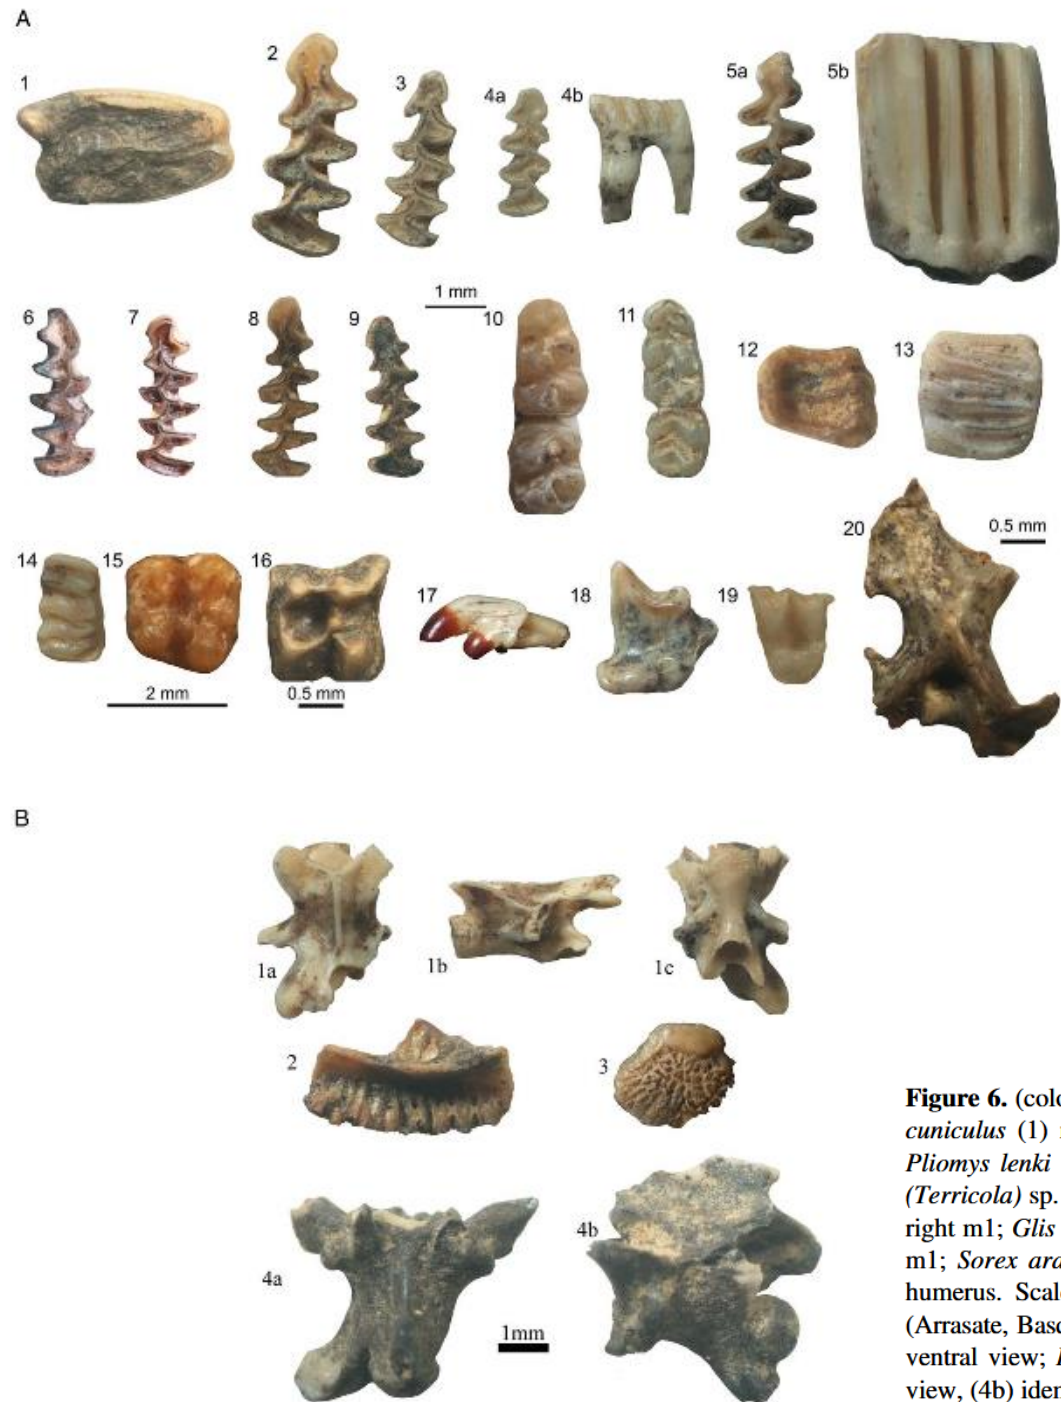 A
1
2
3
4a
4b
5a
5b
6
7
8
9
1 mm
10
11
12
13
14
15
16
17
18
19
20
0.5 mm
2 mm
0.5 mm
B
1a
1b
1c
2
3
4a
4b
1mm
Figure 6. (colo
cuniculus (1)
Pliomys lenki
(Terricola) sp.
right m1; Glis
m1; Sorex ara
humerus. Scal
(Arrasate, Basc
ventral view;
view, (4b) iden